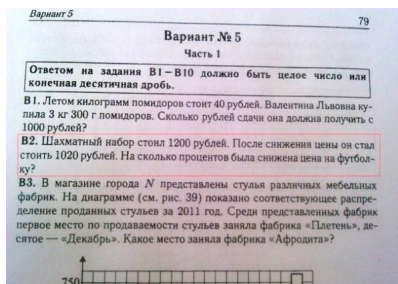 Вариант 5
79
Вариант № 5
Часть 1
Ответом на задания В1—В10 должно быть целое число или
конечная десятичная дробь.
В1. Летом килограмм помидоров стоит 40 рублей. Валентина Львовна ку-
пила 3 кг 300 г помидоров. Сколько рублей сдачи она должна получить с
1000 рублей?
В2. Шахматный набор стоил 1200 рублей. После снижения цены он стал
стоить 1020 рублей. На сколько процентов была снижена цена на футбол-
ку?
В3. В магазине города N представлены стулья различных мебельных
фабрик. На диаграмме (см. рис. 39) показано соответствующее распре-
деление проданных стульев за 2011 год. Среди представленных фабрик
первое место по продаваемости стульев заняла фабрика «Плетень», де-
сятое — «Декабрь». Какое место заняла фабрика «Афродита»?
750